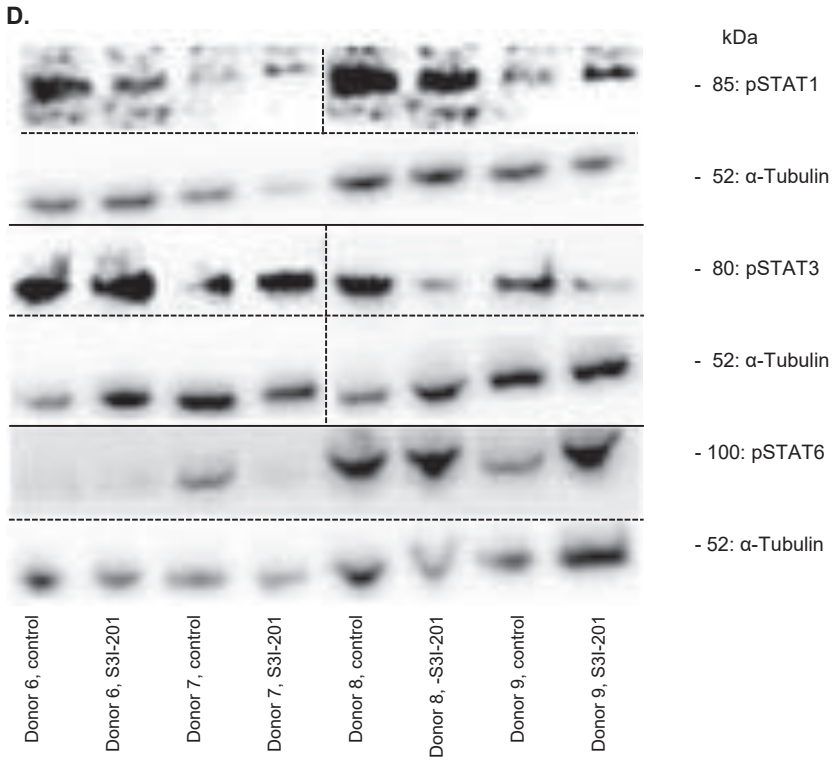 D.
kDa
- 85: pSTAT1
- 52: α-Tubulin
- 80: pSTAT3
- 52: α-Tubulin
- 100: pSTAT6
- 52: α-Tubulin
Donor 6, control
Donor 6, S3I-201
Donor 7, control
Donor 7, S3I-201
Donor 8, control
Donor 8, -S3I-201
Donor 9, control
Donor 9, S3I-201